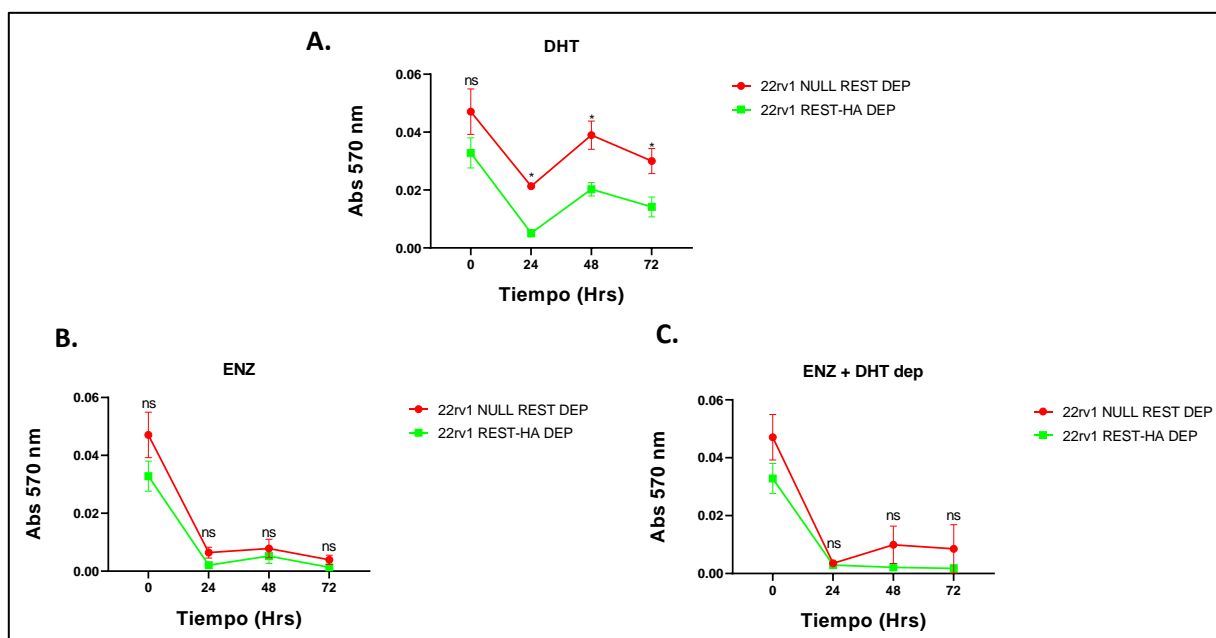 A.
DHT
ns
*
*
*
0.06
0.04
0.02
0.00
Abs 570 nm
0 24 48 72
Tiempo (Hrs)
22rv1 NULL REST DEP
22rv1 REST-HA DEP
B.
ENZ
ns
ns
ns
ns
0.06
0.04
0.02
0.00
Abs 570 nm
0 24 48 72
Tiempo (Hrs)
22rv1 NULL REST DEP
22rv1 REST-HA DEP
C.
ENZ + DHT dep
ns
ns
ns
0.06
0.04
0.02
0.00
Abs 570 nm
0 24 48 72
Tiempo (Hrs)
22rv1 NULL REST DEP
22rv1 REST-HA DEP